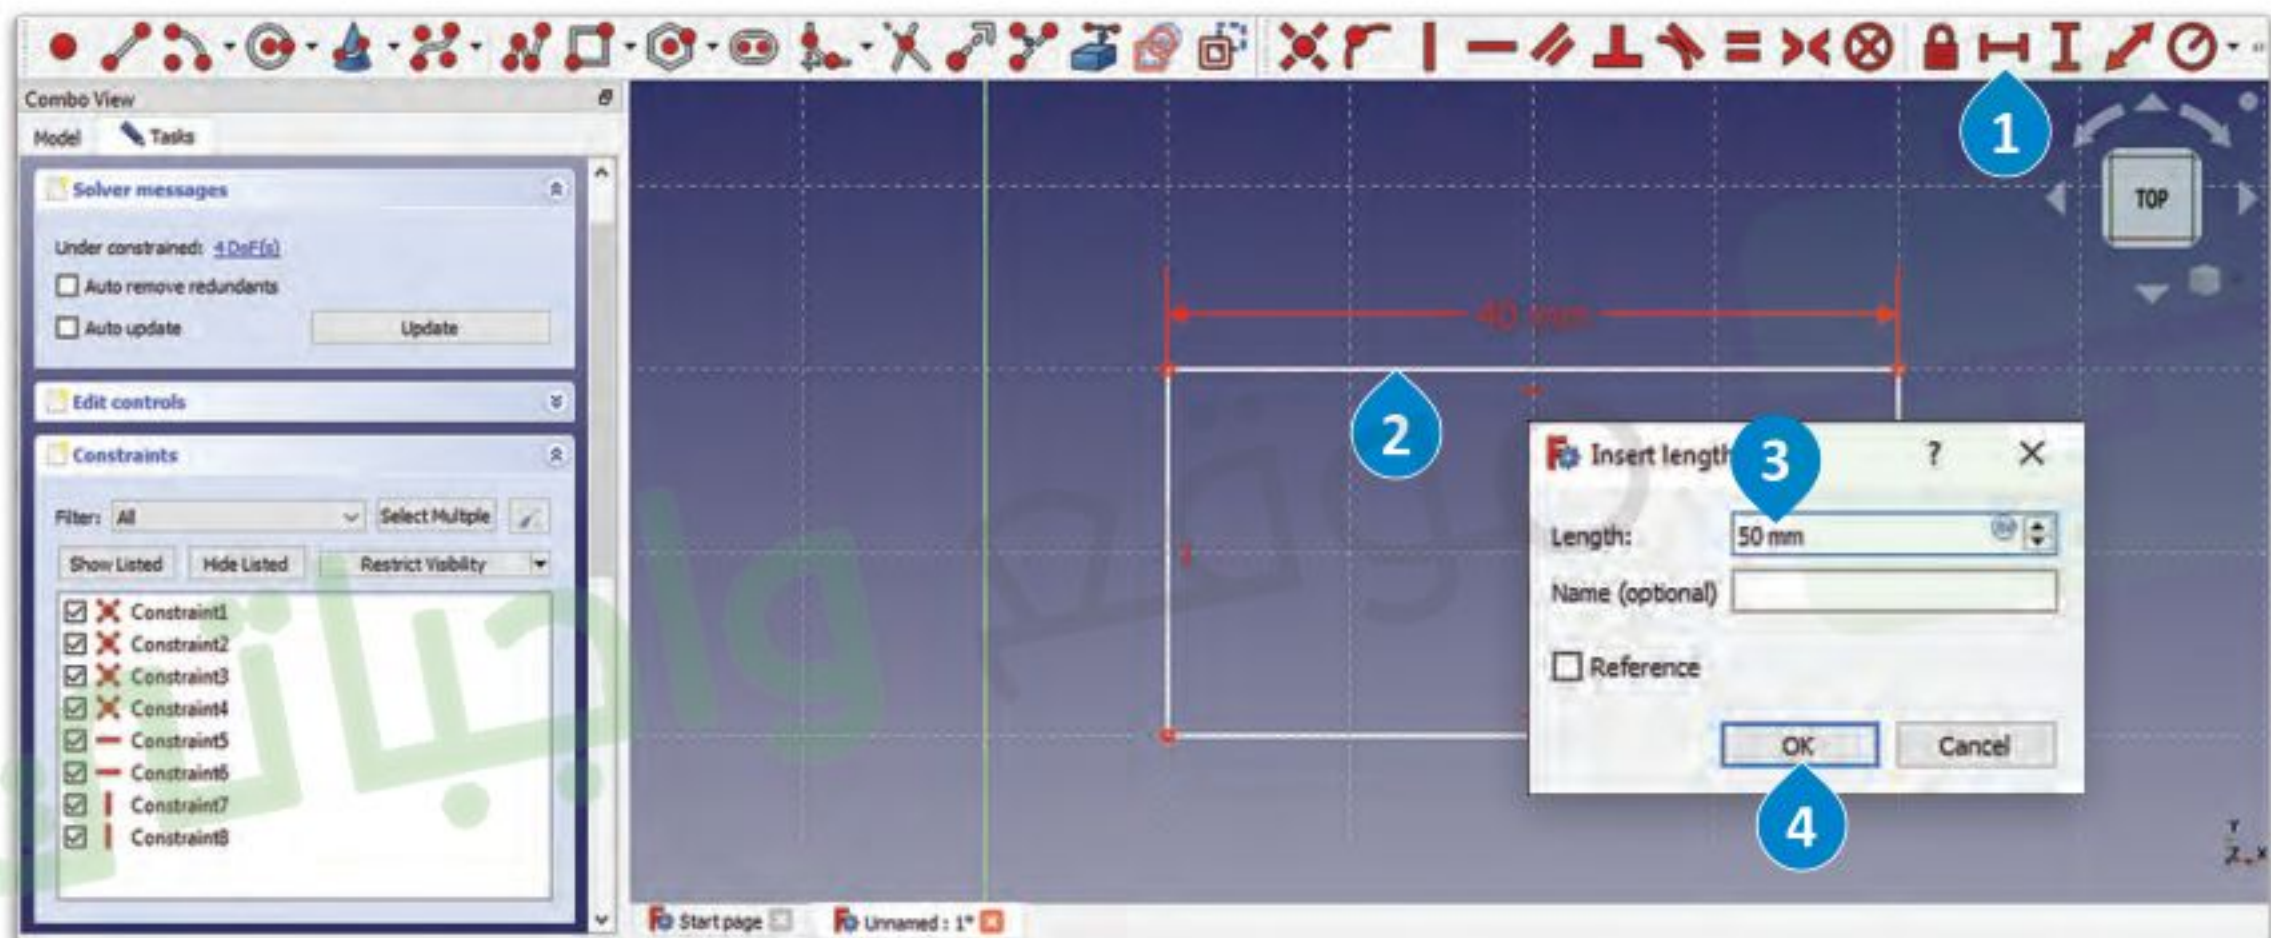 Combo View
Model
Tasks
Solver messages
Under constrained: 4 DoF(s)
Auto remove redundants
Auto update
Update
Edit controls
Constraints
Filter: All
Select Multiple
Show Listed
Hide Listed
Restrict Visibility
Constraint1
Constraint2
Constraint3
Constraint4
Constraint5
Constraint6
Constraint7
Constraint8
1
TOP
40 mm
2
Insert length
3
?
Length: 50 mm
Name (optional)
Reference
OK
Cancel
4
Y
Z
X
Start page
Unnamed : 1*
موقع